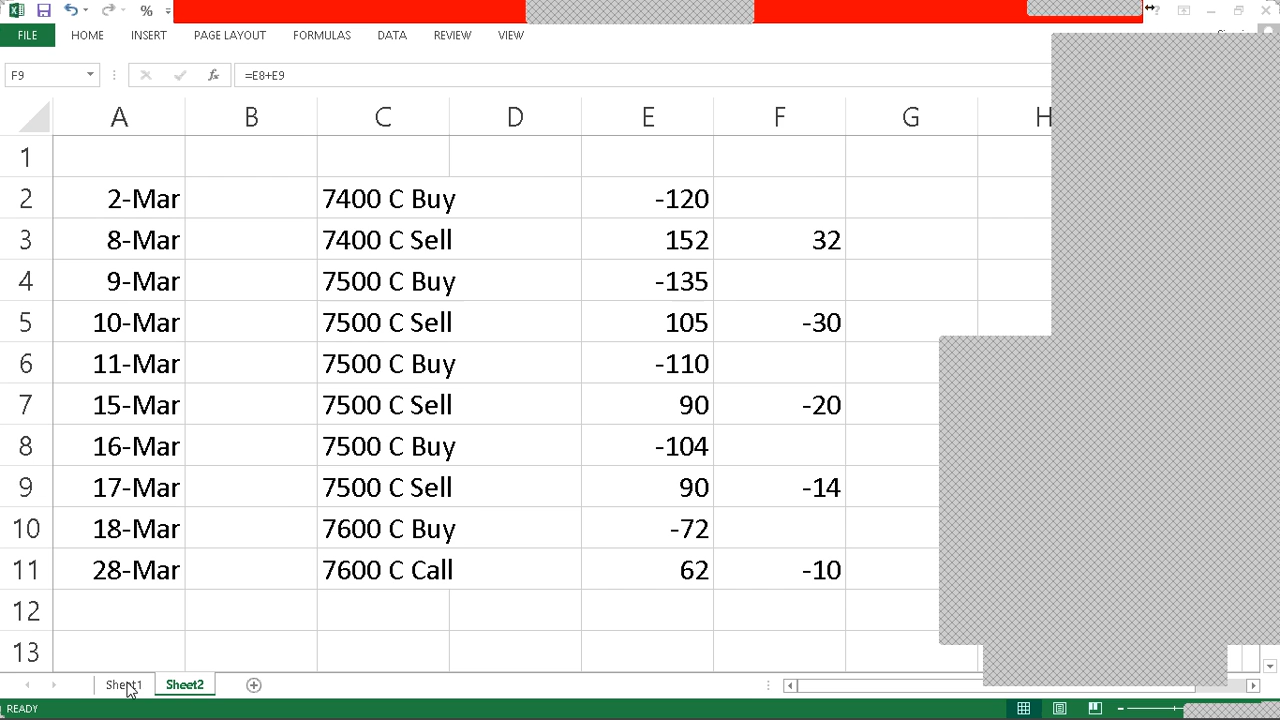 %
?
FILE HOME INSERT PAGE LAYOUT FORMULAS DATA REVIEW VIEW
F9 fx =E8+E9
A B C D E F G H
1
2 2-Mar 7400 C Buy -120
3 8-Mar 7400 C Sell 152 32
4 9-Mar 7500 C Buy -135
5 10-Mar 7500 C Sell 105 -30
6 11-Mar 7500 C Buy -110
7 15-Mar 7500 C Sell 90 -20
8 16-Mar 7500 C Buy -104
9 17-Mar 7500 C Sell 90 -14
10 18-Mar 7600 C Buy -72
11 28-Mar 7600 C Call 62 -10
12
13
Sheet1 Sheet2
READY